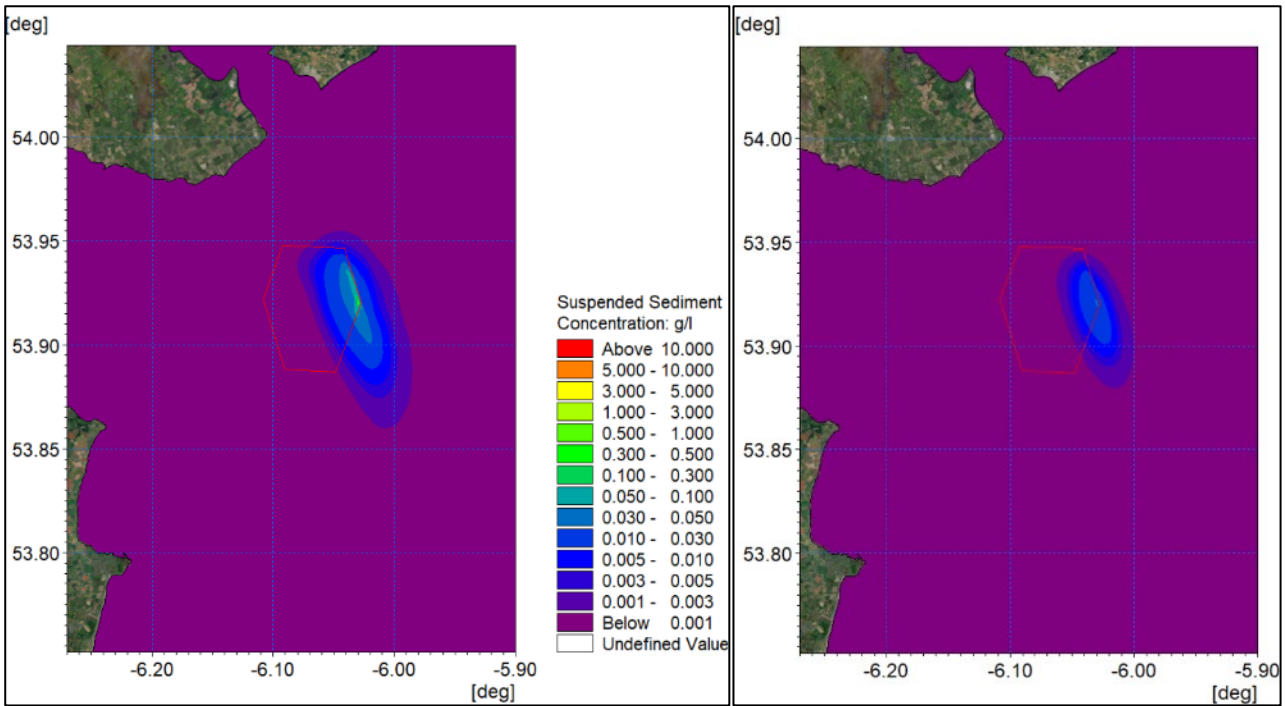 [deg]
54.00
53.95
53.90
53.85
53.80
-6.20 -6.10 -6.00 -5.90
[deg]
Suspended Sediment
Concentration: g/l
Above 10.000
5.000 - 10.000
3.000 - 5.000
1.000 - 3.000
0.500 - 1.000
0.300 - 0.500
0.100 - 0.300
0.050 - 0.100
0.030 - 0.050
0.010 - 0.030
0.005 - 0.010
0.003 - 0.005
0.001 - 0.003
Below 0.001
Undefined Value
[deg]
54.00
53.95
53.90
53.85
53.80
-6.20 -6.10 -6.00 -5.90
[deg]